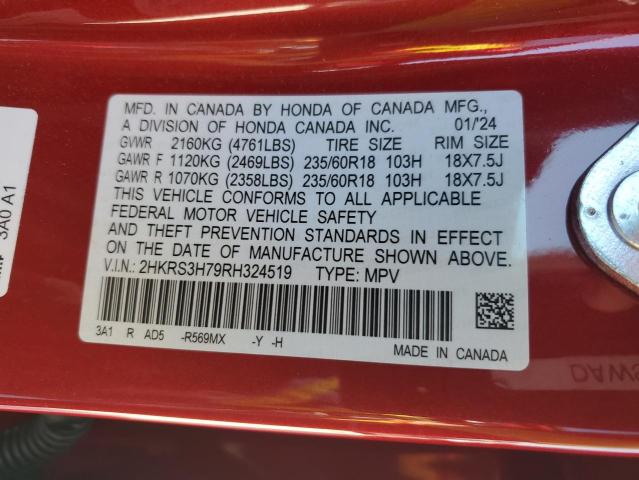 MFD. IN CANADA BY HONDA OF CANADA MFG.,
A DIVISION OF HONDA CANADA INC. 01/'24
GVWR 2160KG (4761LBS) TIRE SIZE RIM SIZE
GAWR F 1120KG (2469LBS) 235/60R18 103H 18X7.5J
GAWR R 1070KG (2358LBS) 235/60R18 103H 18X7.5J
THIS VEHICLE CONFORMS TO ALL APPLICABLE
FEDERAL MOTOR VEHICLE SAFETY
AND THEFT PREVENTION STANDARDS IN EFFECT
ON THE DATE OF MANUFACTURE SHOWN ABOVE.
V.I.N.: 2HKRS3H79RH324519 TYPE: MPV
3A1 R AD5 -R569MX -Y -H
MADE IN CANADA
3A0 A1